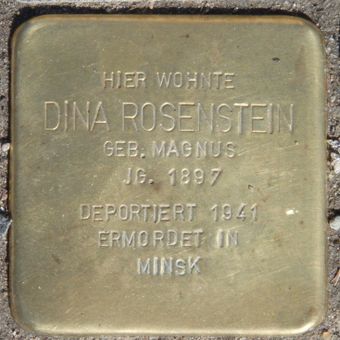 HIER WOHNTE
DINA ROSENSTEIN
GEB. MAGNUS
JG. 1897
DEPORTIERT 1941
ERMORDET IN
MINSK